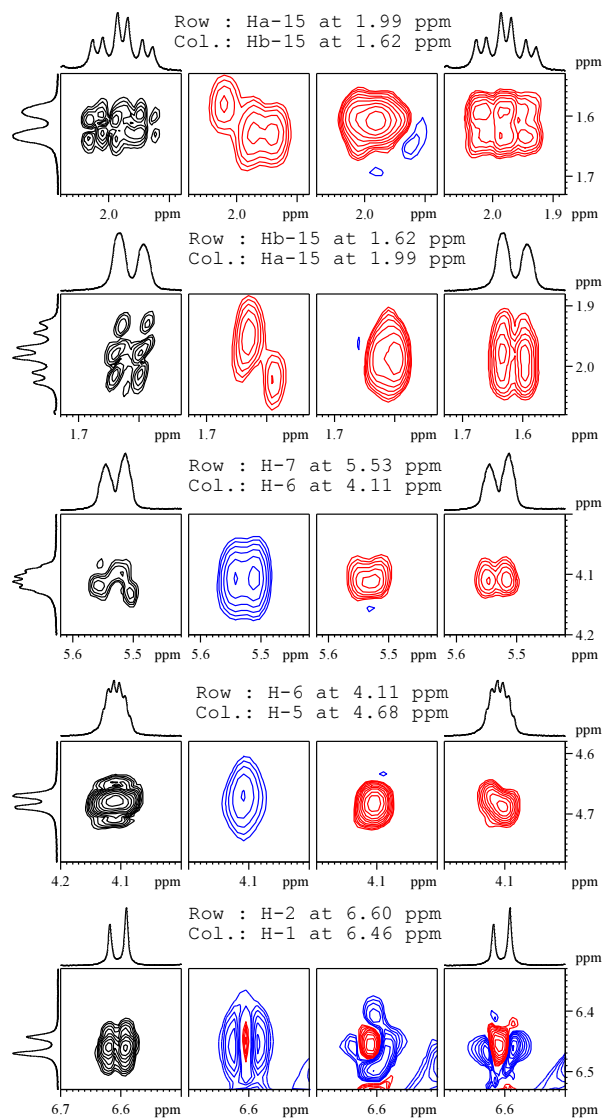 Row : Ha-15 at 1.99 ppm
Col.: Hb-15 at 1.62 ppm
ppm
1.6
1.7
2.0 ppm 2.0 ppm 2.0 ppm 2.0 1.9 ppm
Row : Hb-15 at 1.62 ppm
Col.: Ha-15 at 1.99 ppm
ppm
1.9
2.0
1.7 ppm 1.7 ppm 1.7 ppm 1.7 1.6 ppm
Row : H-7 at 5.53 ppm
Col.: H-6 at 4.11 ppm
ppm
4.1
4.2
5.6 5.5 ppm 5.5 ppm 5.5 ppm 5.6 5.5 ppm
Row : H-6 at 4.11 ppm
Col.: H-5 at 4.68 ppm
ppm
4.6
4.7
4.2 4.1 ppm 4.1 ppm 4.1 ppm 4.1 ppm
Row : H-2 at 6.60 ppm
Col.: H-1 at 6.46 ppm
ppm
6.4
6.5
6.7 6.6 ppm 6.6 ppm 6.6 ppm 6.6 ppm